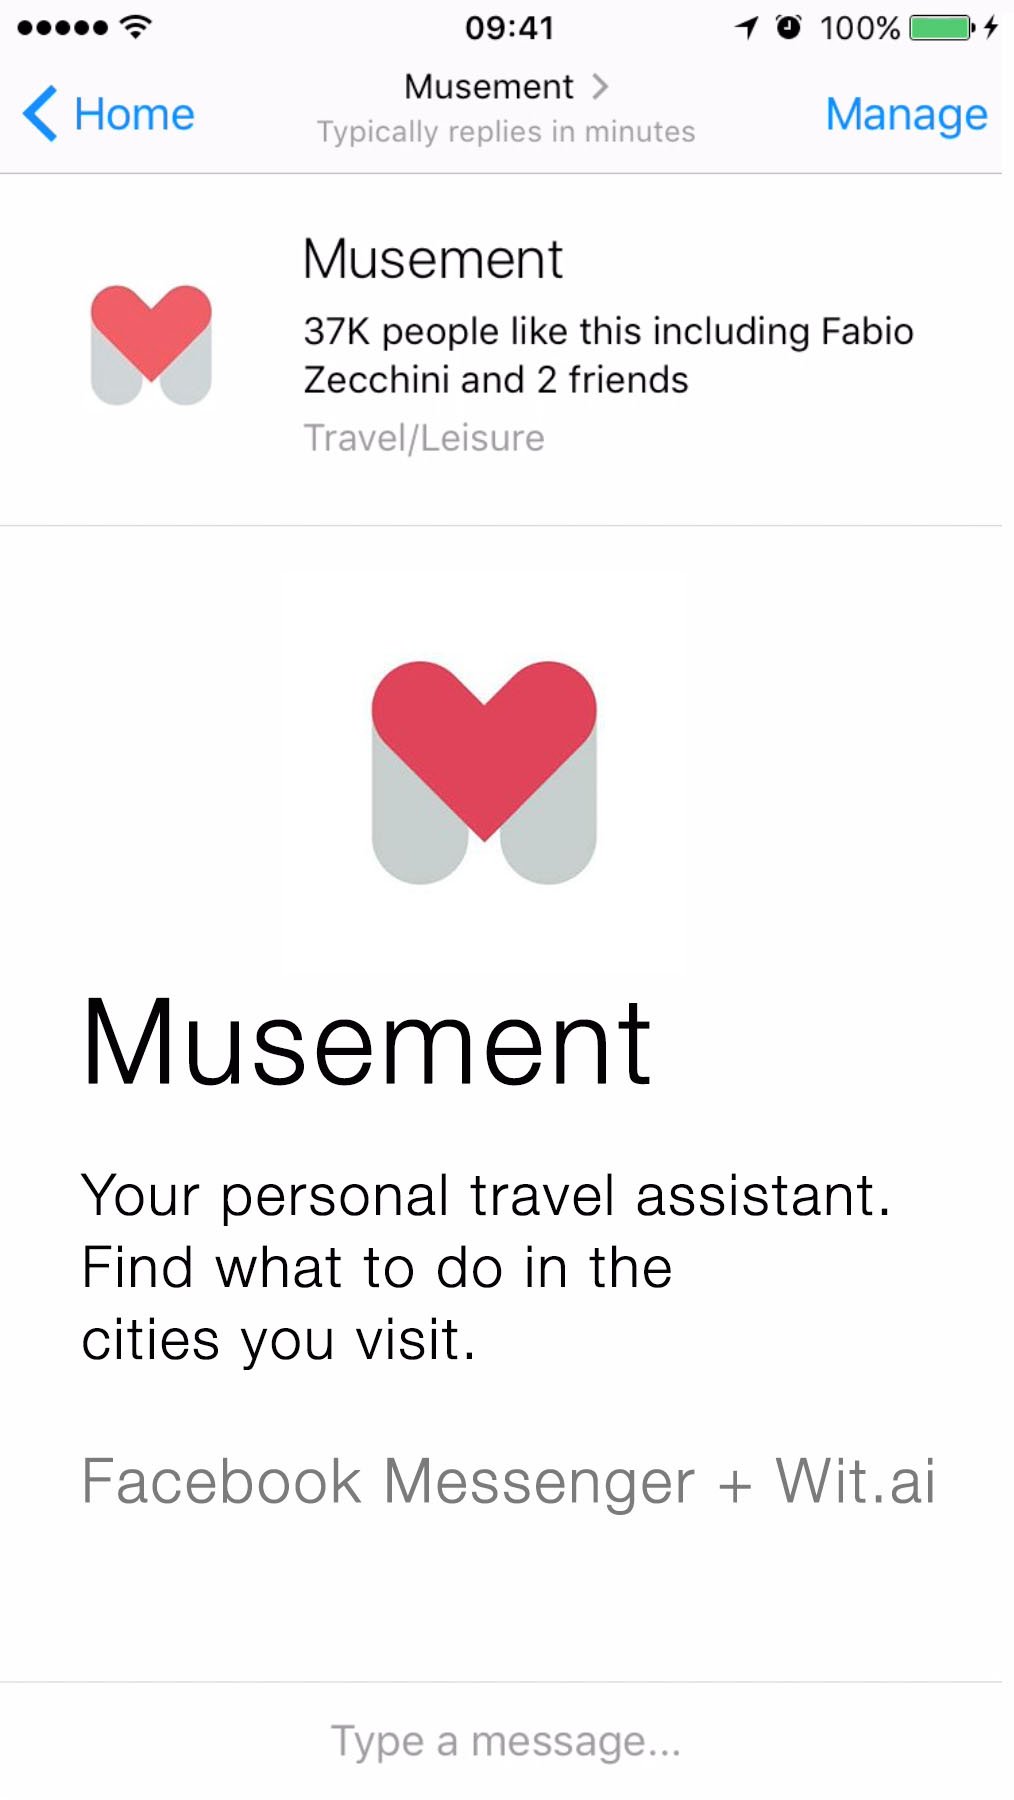 09:41
100%
Home
Musement
Typically replies in minutes
Manage
Musement
37K people like this including Fabio
Zecchini and 2 friends
Travel/Leisure
Musement
Your personal travel assistant.
Find what to do in the
cities you visit.
Facebook Messenger + Wit.ai
Type a message...